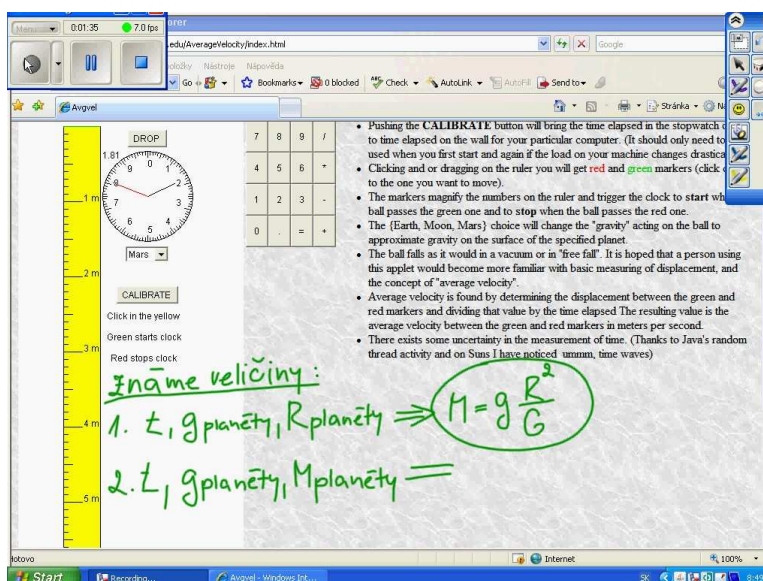 0:01:35 7.0 fps
.edu/AverageVelocity/index.html
Google
Nástroje Nápověda
Go Bookmarks 0 blocked Check AutoLink AutoFill Send to
Avgvel
Stránka
DROP
1.81
9 0 1 2 3 4 5 6 7 8
Mars
CALIBRATE
Click in the yellow
Green starts clock
Red stops clock
1 m
2 m
3 m
4 m
5 m
7 8 9 /
4 5 6 *
1 2 3 -
0 . = +
Pushing the CALIBRATE button will bring the time elapsed in the stopwatch
to time elapsed on the wall for your particular computer. (It should only need to
used when you first start and again if the load on your machine changes
Clicking and or dragging on the ruler you will get red and green markers (click
to the one you want to move).
The markers magnify the numbers on the ruler and trigger the clock to start
ball passes the green one and to stop when the ball passes the red one.
The {Earth, Moon, Mars} choice will change the "gravity" acting on the ball to
approximate gravity on the surface of the specified planet.
The ball falls as it would in a vacuum or in "free fall". It is hoped that a person using
this applet would become more familiar with basic measuring of displacement, and
the concept of "average velocity".
Average velocity is found by determining the displacement between the green and
red markers and dividing that value by the time elapsed The resulting value is the
average velocity between the green and red markers in meters per second.
There exists some uncertainty in the measurement of time. (Thanks to Java's random
thread activity and on Suns I have noticed ummm, time waves)
Známe veličiny:
1. t, g planéty, R planéty ⇒ M = g R²/G
2. t, g planéty, M planéty =
Hotovo
Internet
100%
Start
Recording...
Avgvel - Windows Int...
SK
8:49